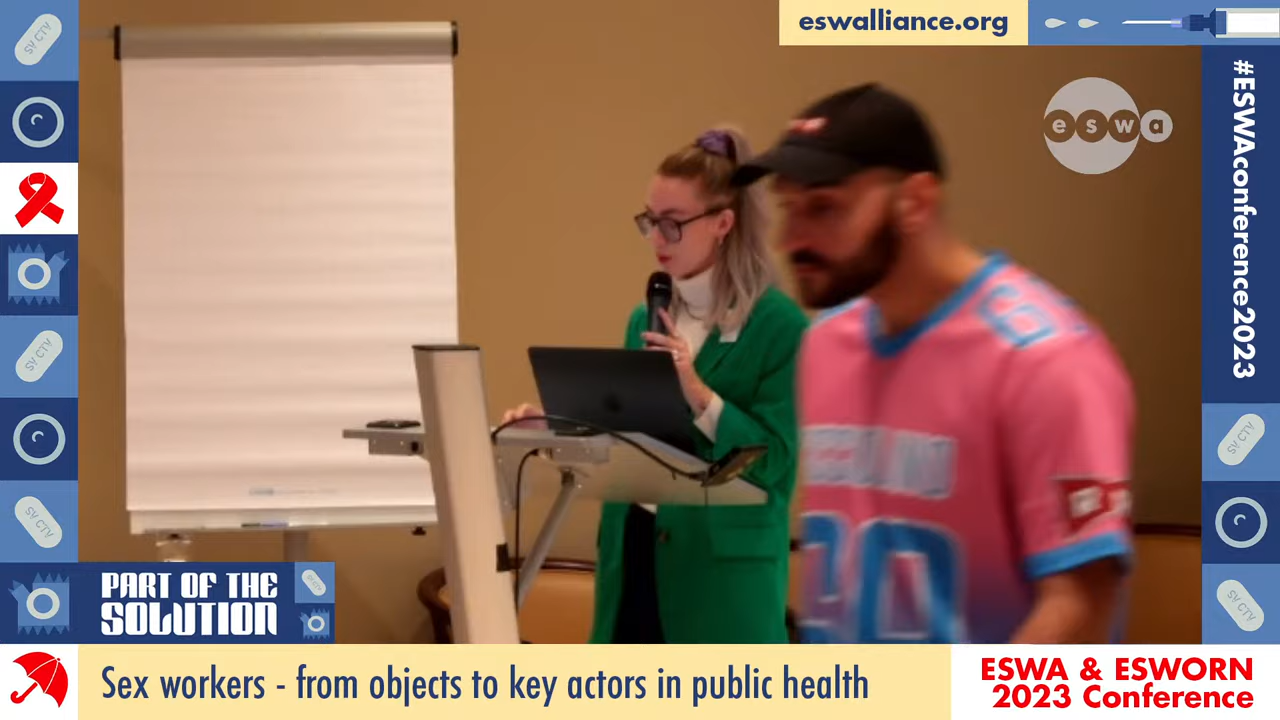 eswalliance.org
eswa
#ESWAconference2023
PART OF THE
SOLUTION
Sex workers - from objects to key actors in public health
ESWA & ESWORN
2023 Conference